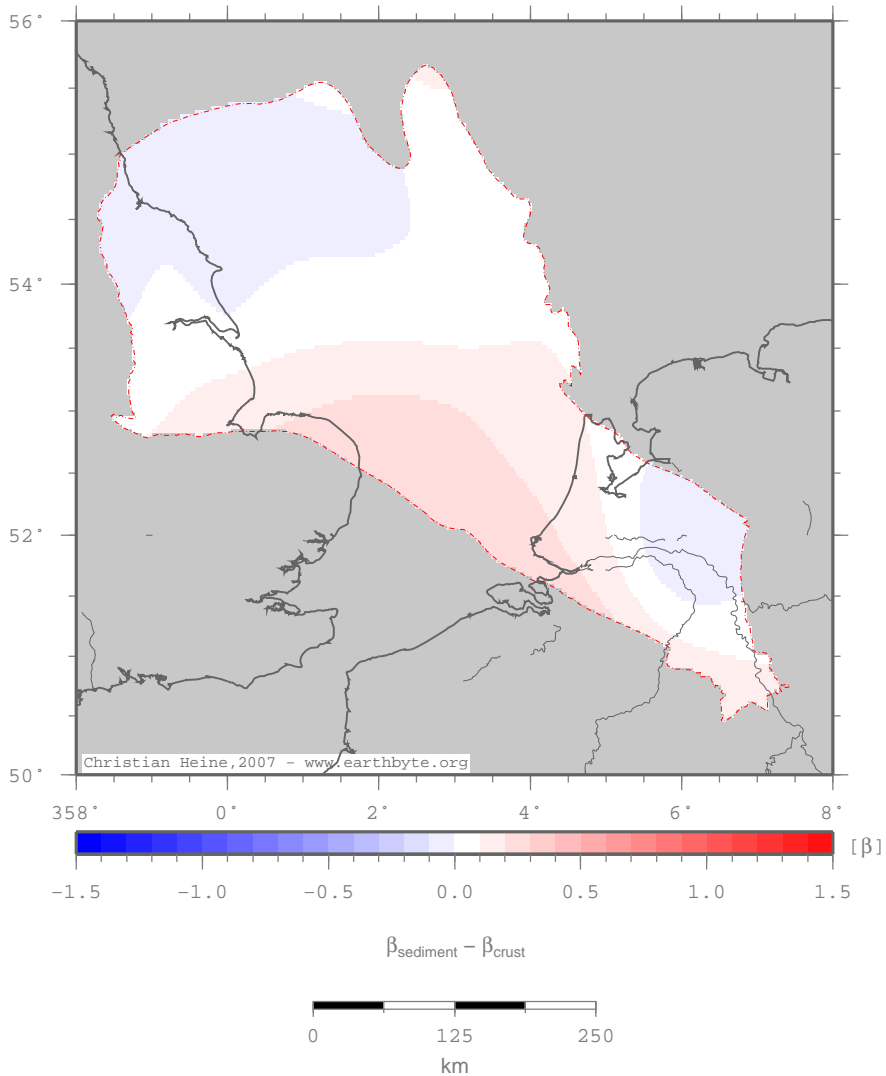 56°
54°
52°
50°
Christian Heine,2007 - www.earthbyte.org
358° 0° 2° 4° 6° 8°
[β]
−1.5 −1.0 −0.5 0.0 0.5 1.0 1.5
βsediment − βcrust
0 125 250
km